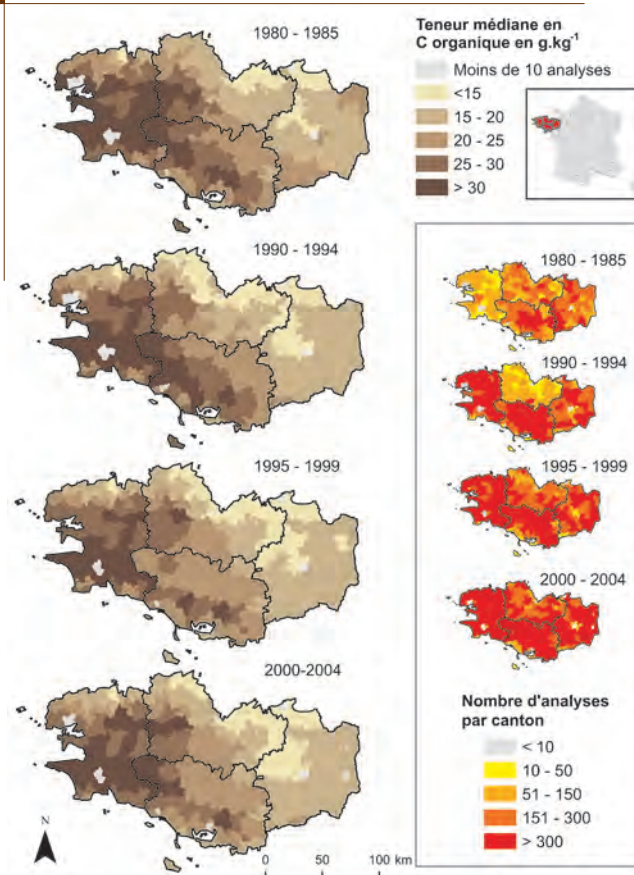 1980 - 1985
1990 - 1994
1995 - 1999
2000-2004
N
0 50 100 km
Teneur médiane en
C organique en g.kg-1
Moins de 10 analyses
<15
15 - 20
20 - 25
25 - 30
> 30
1980 - 1985
1990 - 1994
1995 - 1999
2000 - 2004
Nombre d'analyses
par canton
< 10
10 - 50
51 - 150
151 - 300
> 300